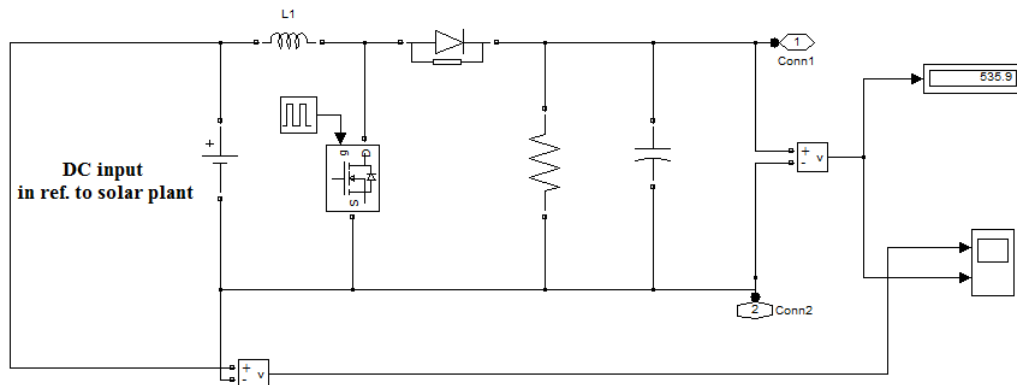 L1
1
Conn1
535.9
+
g
D
S
+
-
v
DC input
in ref. to solar plant
2
Conn2
+
-
v